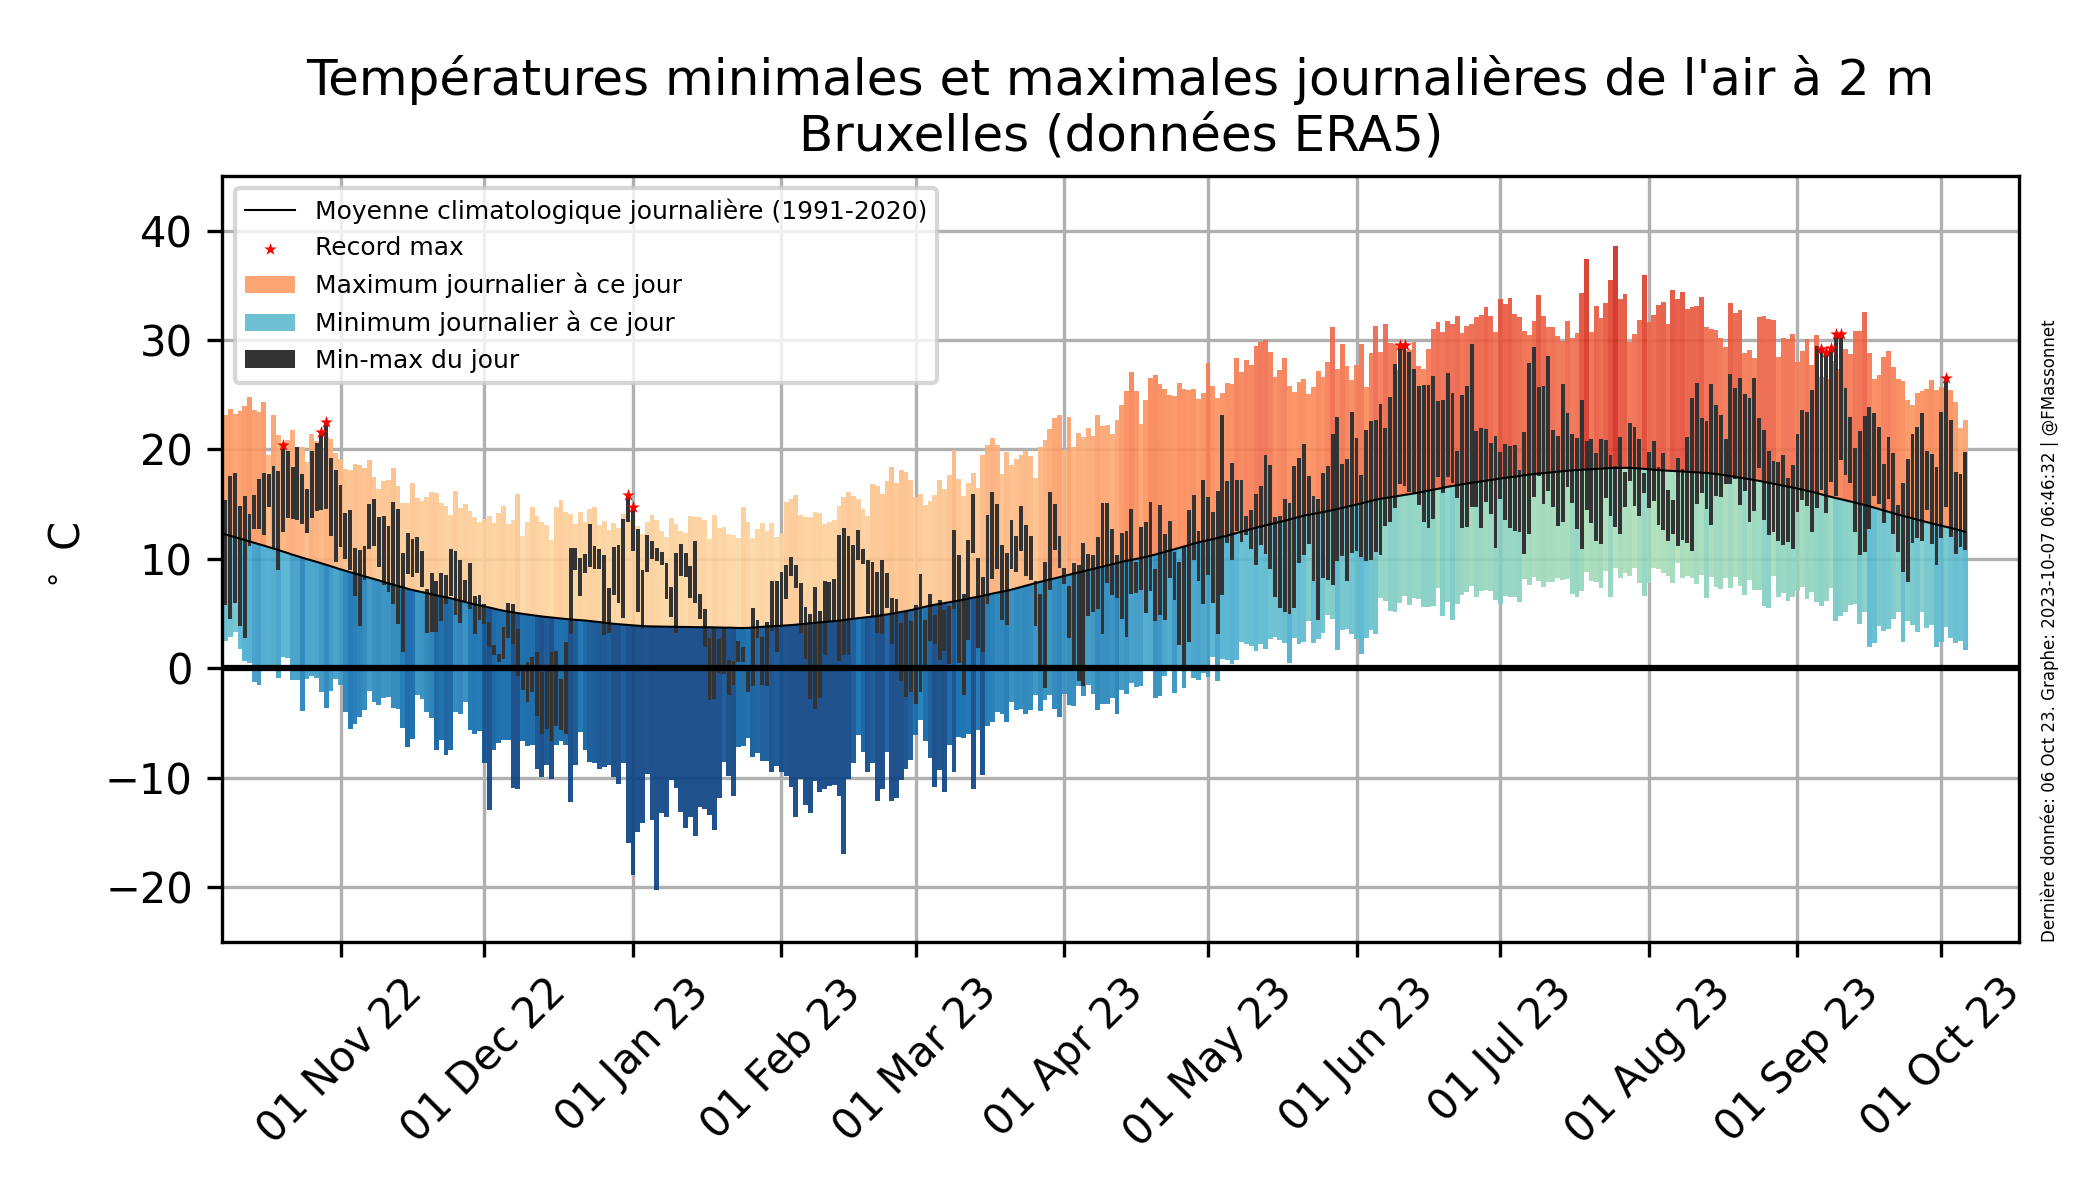 Températures minimales et maximales journalières de l'air à 2 m
Bruxelles (données ERA5)
Moyenne climatologique journalière (1991-2020)
Record max
Maximum journalier à ce jour
Minimum journalier à ce jour
Min-max du jour
40
30
20
10
0
−10
−20
° C
01 Nov 22
01 Dec 22
01 Jan 23
01 Feb 23
01 Mar 23
01 Apr 23
01 May 23
01 Jun 23
01 Jul 23
01 Aug 23
01 Sep 23
01 Oct 23
Dernière donnée: 06 Oct 23. Graphe: 2023-10-07 06:46:32 | @FMassonnet